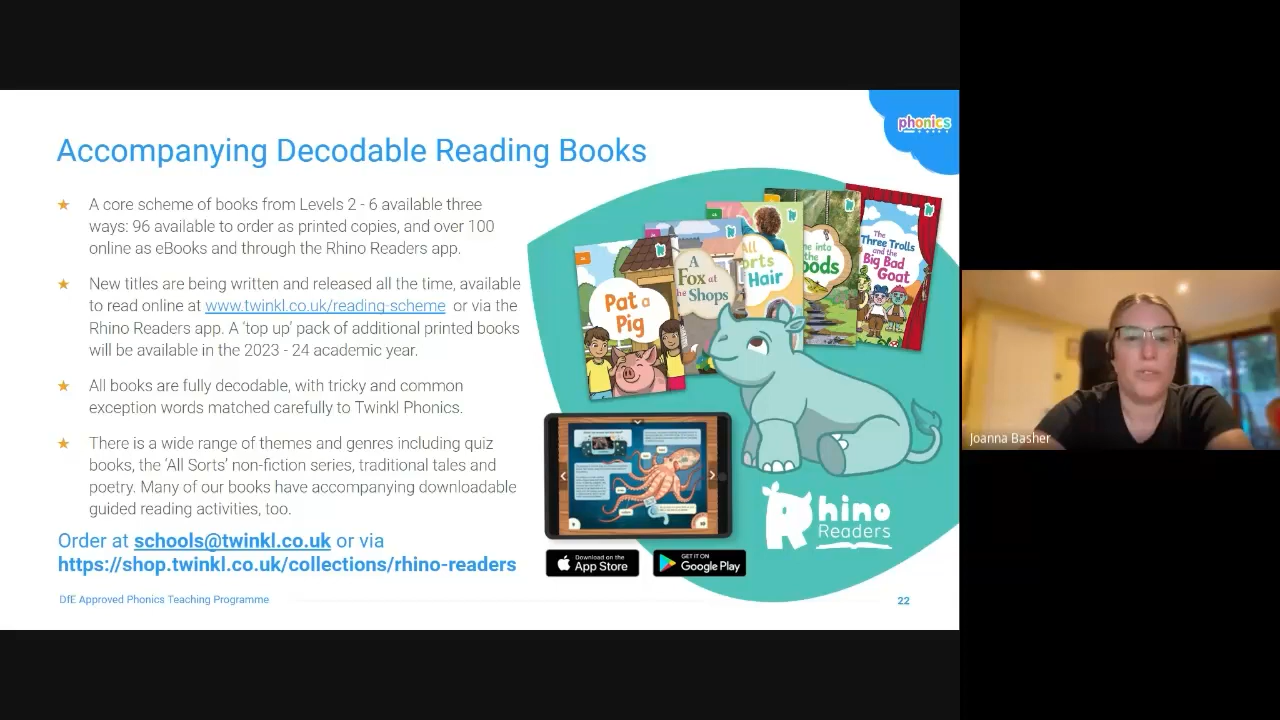 phonics
Accompanying Decodable Reading Books
A core scheme of books from Levels 2 - 6 available three
ways: 96 available to order as printed copies, and over 100
online as eBooks and through the Rhino Readers app.
New titles are being written and released all the time, available
to read online at www.twinkl.co.uk/reading-scheme or via the
Rhino Readers app. A ‘top up’ pack of additional printed books
will be available in the 2023 - 24 academic year.
All books are fully decodable, with tricky and common
exception words matched carefully to Twinkl Phonics.
There is a wide range of themes and genres including quiz
books, the ‘All Sorts’ non-fiction series, traditional tales and
poetry. Many of our books have accompanying downloadable
guided reading activities, too.
Order at schools@twinkl.co.uk or via
https://shop.twinkl.co.uk/collections/rhino-readers
DfE Approved Phonics Teaching Programme
22
Pat a
Pig
A
Fox at
the Shops
All
Hair
The
Three Trolls
and the
Big Bad
Goat
Rhino
Readers
Download on the
App Store
GET IT ON
Google Play
Joanna Basher